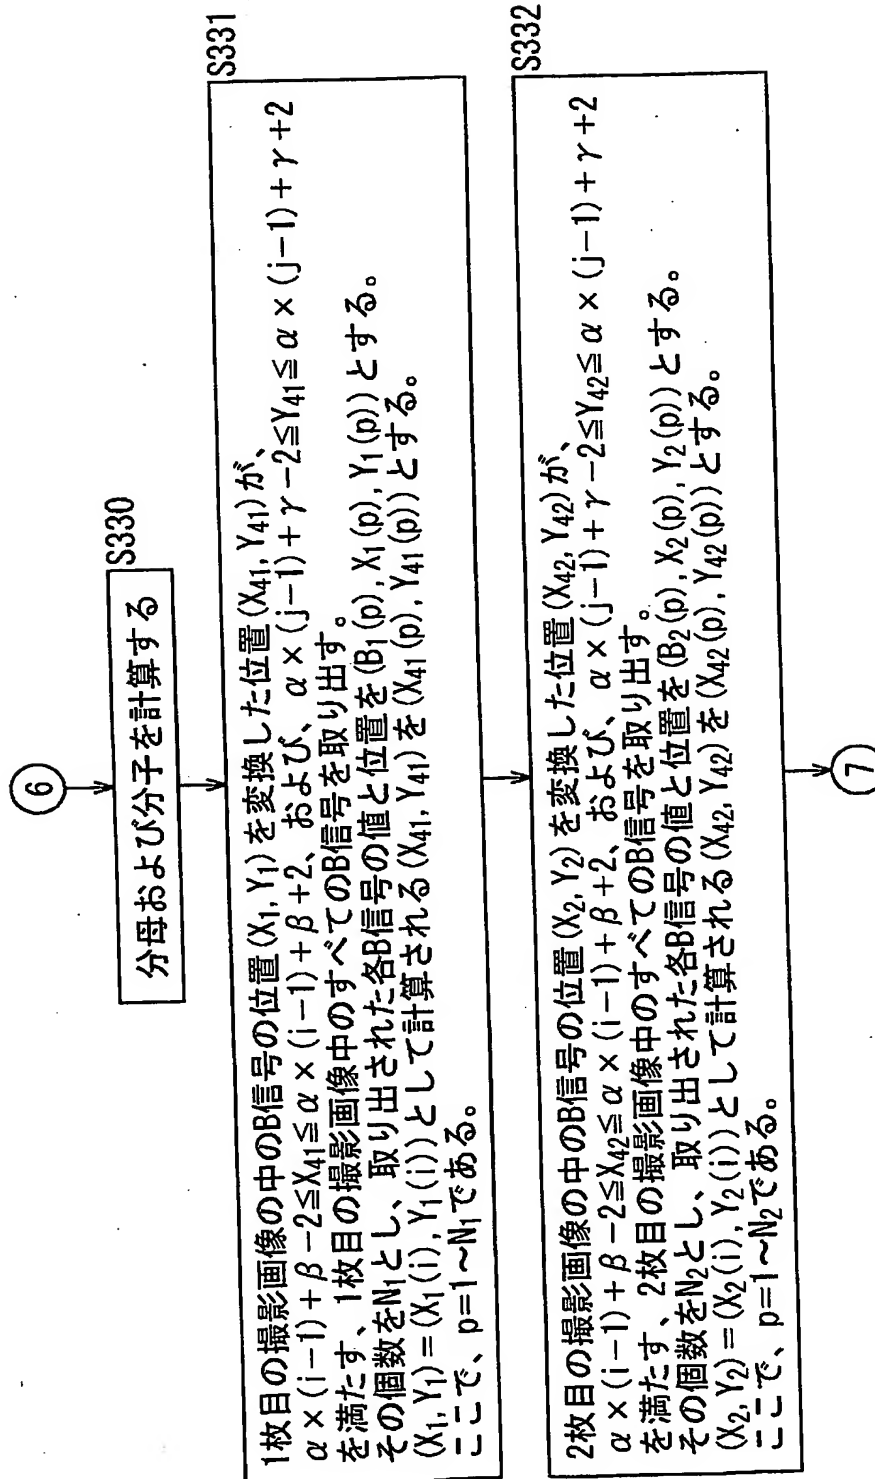 6
S330
分母および分子を計算する
S331
1枚目の撮影画像の中のB信号の位置(X₁, Y₁)を変換した位置(X₄₁, Y₄₁)が、
α×(i−1)+β−2≦X₄₁≦α×(i−1)+β+2、および、α×(j−1)+γ−2≦Y₄₁≦α×(j−1)+γ+2
を満たす、1枚目の撮影画像中のすべてのB信号を取り出す。
その個数をN₁とし、取り出された各B信号の値と位置を(B₁(p), X₁(p), Y₁(p))とする。
(X₁, Y₁)=(X₁(i), Y₁(i))として計算される(X₄₁, Y₄₁)を(X₄₁(p), Y₄₁(p))とする。
ここで、p=1~N₁である。
S332
2枚目の撮影画像の中のB信号の位置(X₂, Y₂)を変換した位置(X₄₂, Y₄₂)が、
α×(i−1)+β−2≦X₄₂≦α×(i−1)+β+2、および、α×(j−1)+γ−2≦Y₄₂≦α×(j−1)+γ+2
を満たす、2枚目の撮影画像中のすべてのB信号を取り出す。
その個数をN₂とし、取り出された各B信号の値と位置を(B₂(p), X₂(p), Y₂(p))とする。
(X₂, Y₂)=(X₂(i), Y₂(i))として計算される(X₄₂, Y₄₂)を(X₄₂(p), Y₄₂(p))とする。
ここで、p=1~N₂である。
7